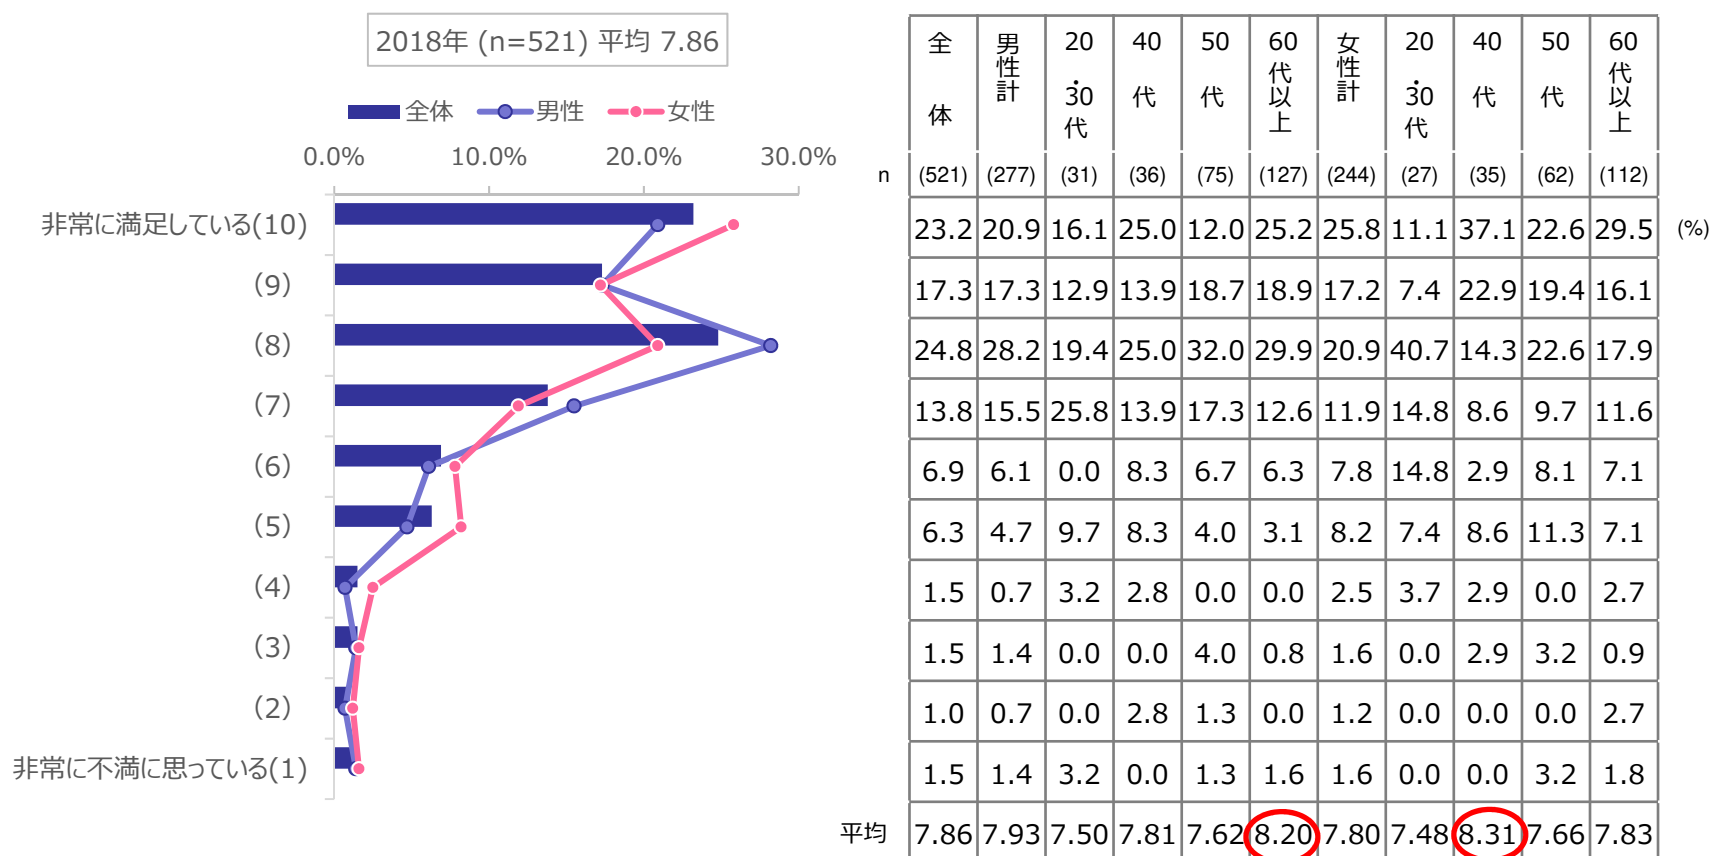 2018年 (n=521) 平均 7.86
全体 男性 女性
0.0% 10.0% 20.0% 30.0%
非常に満足している(10)
(9)
(8)
(7)
(6)
(5)
(4)
(3)
(2)
非常に不満に思っている(1)
全体 男性計 20・30代 40代 50代 60代以上 女性計 20・30代 40代 50代 60代以上
n (521) (277) (31) (36) (75) (127) (244) (27) (35) (62) (112)
23.2 20.9 16.1 25.0 12.0 25.2 25.8 11.1 37.1 22.6 29.5 (%)
17.3 17.3 12.9 13.9 18.7 18.9 17.2 7.4 22.9 19.4 16.1
24.8 28.2 19.4 25.0 32.0 29.9 20.9 40.7 14.3 22.6 17.9
13.8 15.5 25.8 13.9 17.3 12.6 11.9 14.8 8.6 9.7 11.6
6.9 6.1 0.0 8.3 6.7 6.3 7.8 14.8 2.9 8.1 7.1
6.3 4.7 9.7 8.3 4.0 3.1 8.2 7.4 8.6 11.3 7.1
1.5 0.7 3.2 2.8 0.0 0.0 2.5 3.7 2.9 0.0 2.7
1.5 1.4 0.0 0.0 4.0 0.8 1.6 0.0 2.9 3.2 0.9
1.0 0.7 0.0 2.8 1.3 0.0 1.2 0.0 0.0 0.0 2.7
1.5 1.4 3.2 0.0 1.3 1.6 1.6 0.0 0.0 3.2 1.8
平均 7.86 7.93 7.50 7.81 7.62 8.20 7.80 7.48 8.31 7.66 7.83